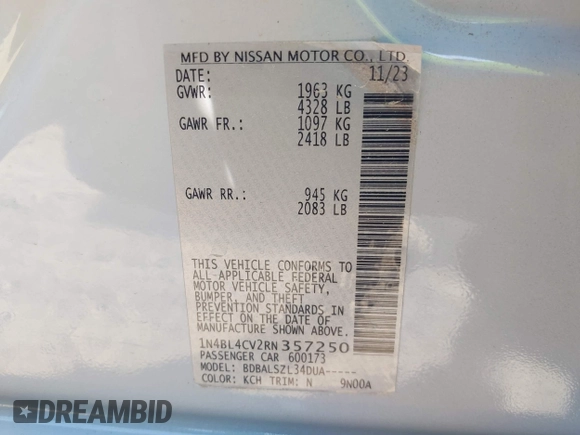 MFD BY NISSAN MOTOR CO., LTD.
DATE: 11/23
GVWR: 1963 KG
4328 LB
GAWR FR.: 1097 KG
2418 LB
GAWR RR.: 945 KG
2083 LB
THIS VEHICLE CONFORMS TO
ALL-APPLICABLE FEDERAL
MOTOR VEHICLE SAFETY,
BUMPER, AND THEFT
PREVENTION STANDARDS IN
EFFECT ON THE DATE OF
MANUFACTURE SHOWN ABOVE.
1N4BL4CV2RN357250
PASSENGER CAR 600173
MODEL: BDBALSZL34DUA-----
COLOR: KCH TRIM: N 9N00A
DREAMBID